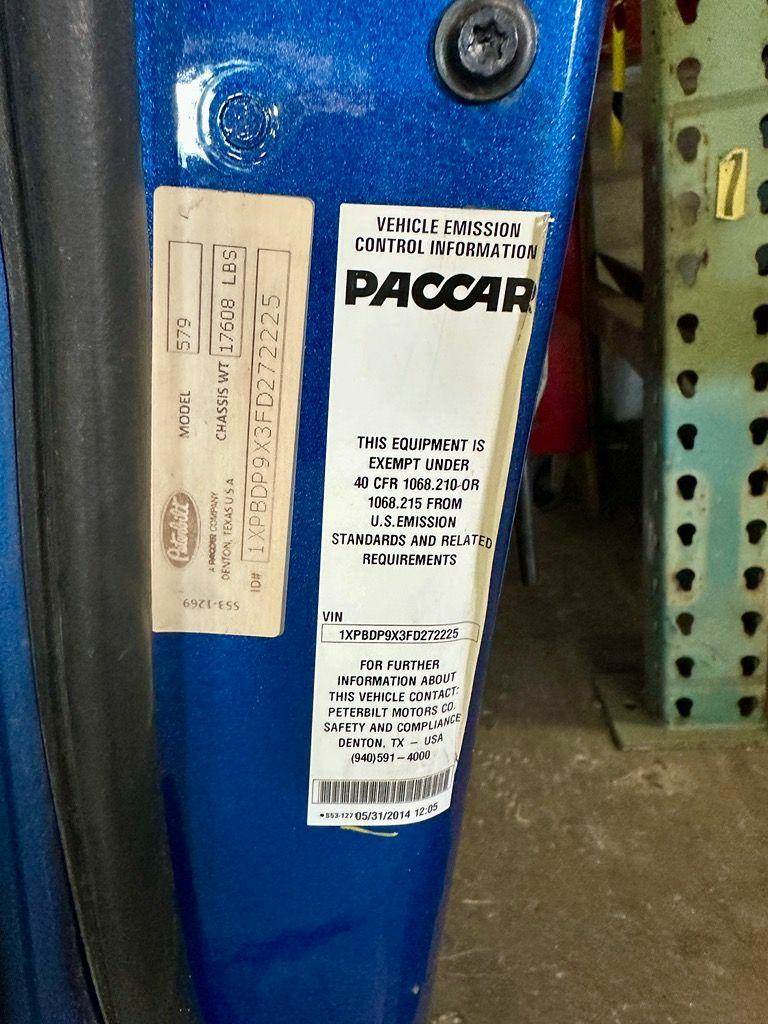 MODEL 579
CHASSIS WT 17608 LBS
Peterbilt
A PACCAR COMPANY
DENTON, TEXAS U.S.A
ID# 1XPBDP9X3FD272225
S53-1269
VEHICLE EMISSION
CONTROL INFORMATION
PACCAR
THIS EQUIPMENT IS
EXEMPT UNDER
40 CFR 1068.210 OR
1068.215 FROM
U.S.EMISSION
STANDARDS AND RELATED
REQUIREMENTS
VIN
1XPBDP9X3FD272225
FOR FURTHER
INFORMATION ABOUT
THIS VEHICLE CONTACT:
PETERBILT MOTORS CO.
SAFETY AND COMPLIANCE
DENTON, TX – USA
(940)591–4000
05/31/2014 12:05